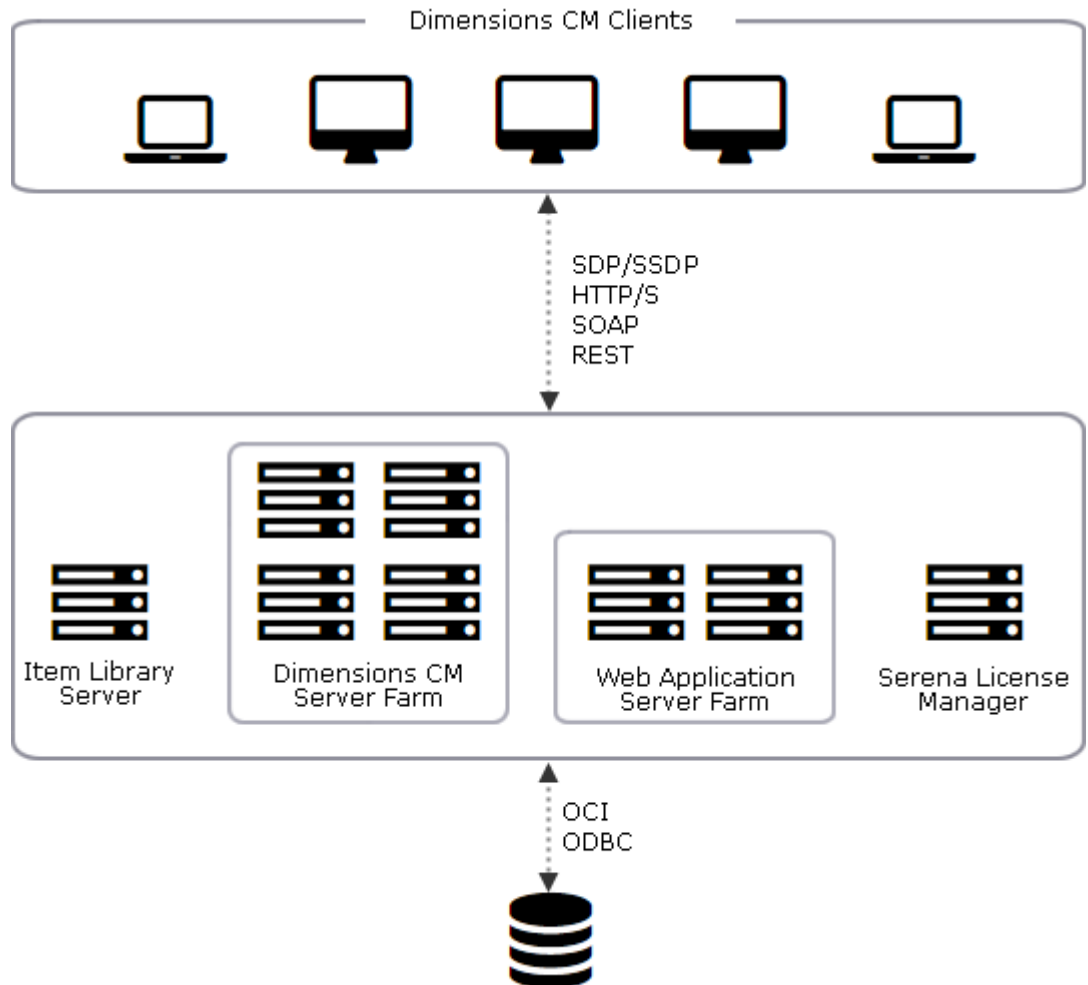 Dimensions CM Clients
SDP/SSDP
HTTP/S
SOAP
REST
Item Library
Server
Dimensions CM
Server Farm
Web Application
Server Farm
Serena License
Manager
OCI
ODBC